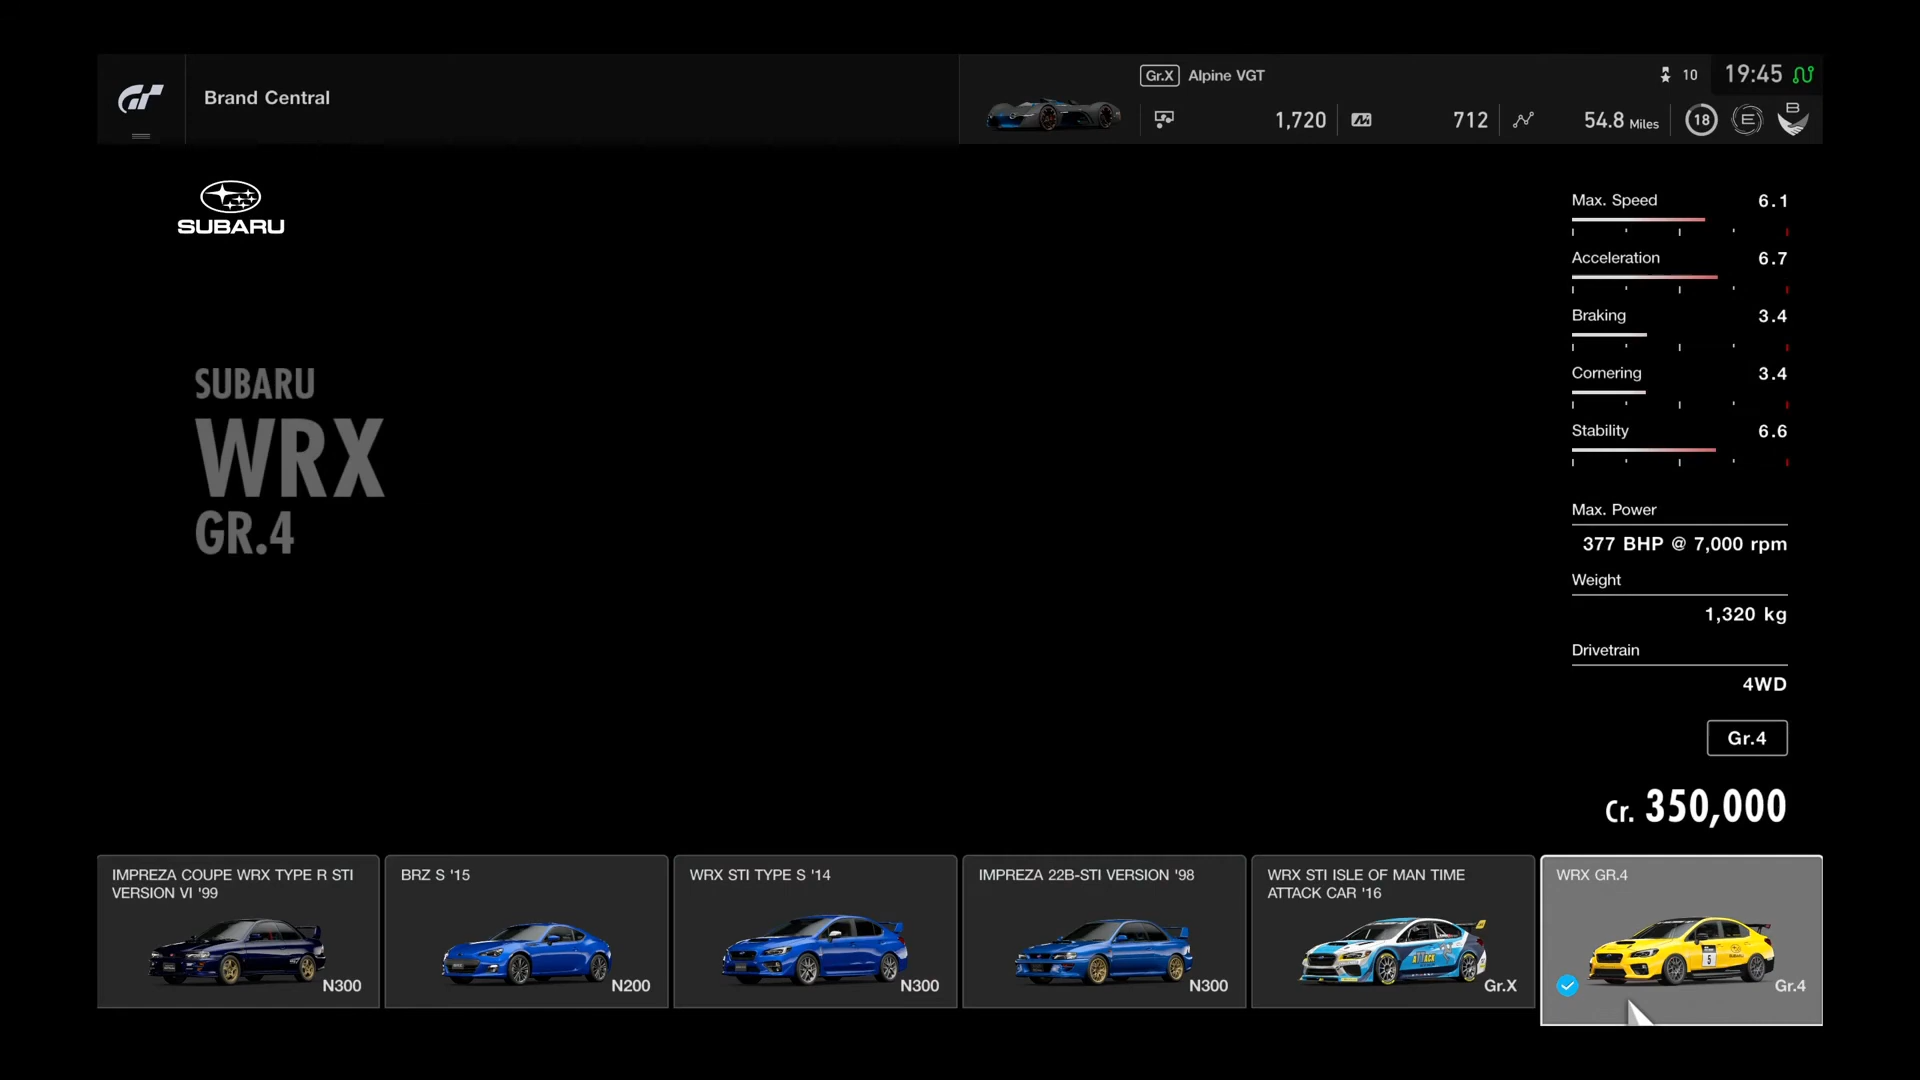 Brand Central
Gr.X Alpine VGT
10
19:45
1,720
712
54.8 Miles
18
E
B
SUBARU
SUBARU
WRX
GR.4
Max. Speed 6.1
Acceleration 6.7
Braking 3.4
Cornering 3.4
Stability 6.6
Max. Power
377 BHP @ 7,000 rpm
Weight
1,320 kg
Drivetrain
4WD
Gr.4
Cr. 350,000
IMPREZA COUPE WRX TYPE R STI
VERSION VI '99
N300
BRZ S '15
N200
WRX STI TYPE S '14
N300
IMPREZA 22B-STI VERSION '98
N300
WRX STI ISLE OF MAN TIME
ATTACK CAR '16
ATTACK
Gr.X
WRX GR.4
5
Gr.4